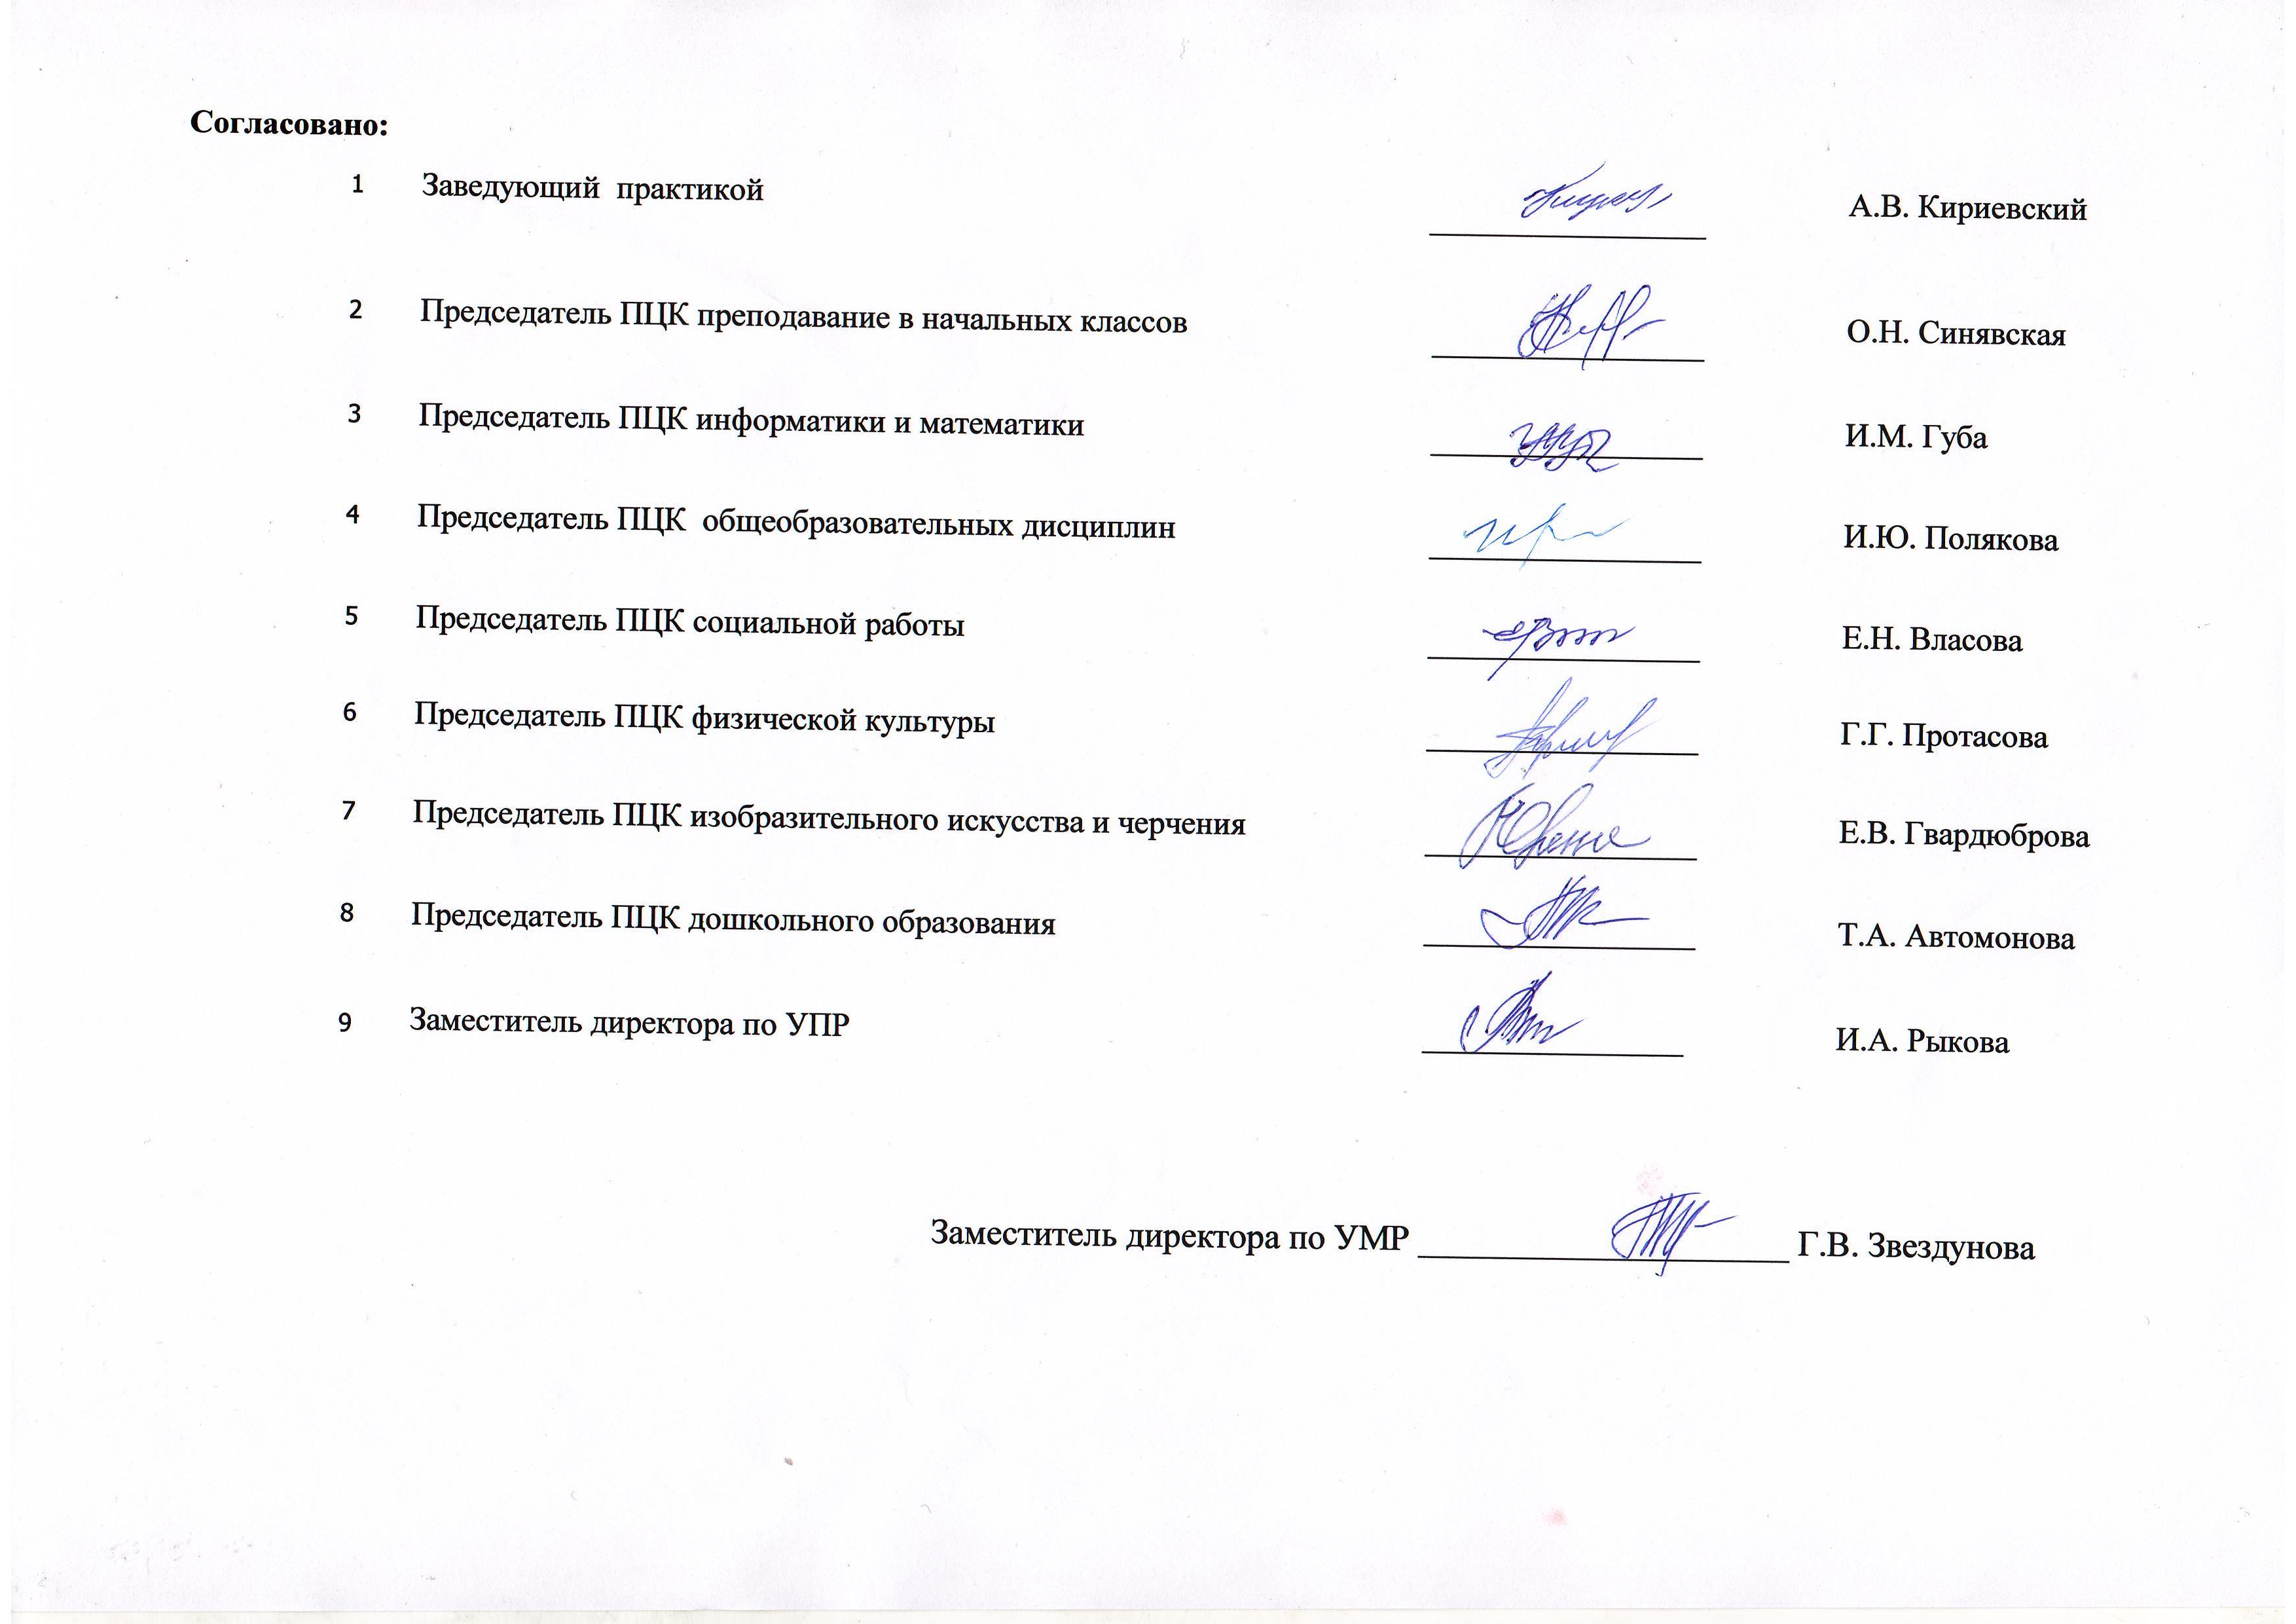 Согласовано:
1 Заведующий практикой А.В. Кириевский
2 Председатель ПЦК преподавание в начальных классов О.Н. Синявская
3 Председатель ПЦК информатики и математики И.М. Губа
4 Председатель ПЦК общеобразовательных дисциплин И.Ю. Полякова
5 Председатель ПЦК социальной работы Е.Н. Власова
6 Председатель ПЦК физической культуры Г.Г. Протасова
7 Председатель ПЦК изобразительного искусства и черчения Е.В. Гвардюброва
8 Председатель ПЦК дошкольного образования Т.А. Автомонова
9 Заместитель директора по УПР И.А. Рыкова
Заместитель директора по УМР Г.В. Звездунова